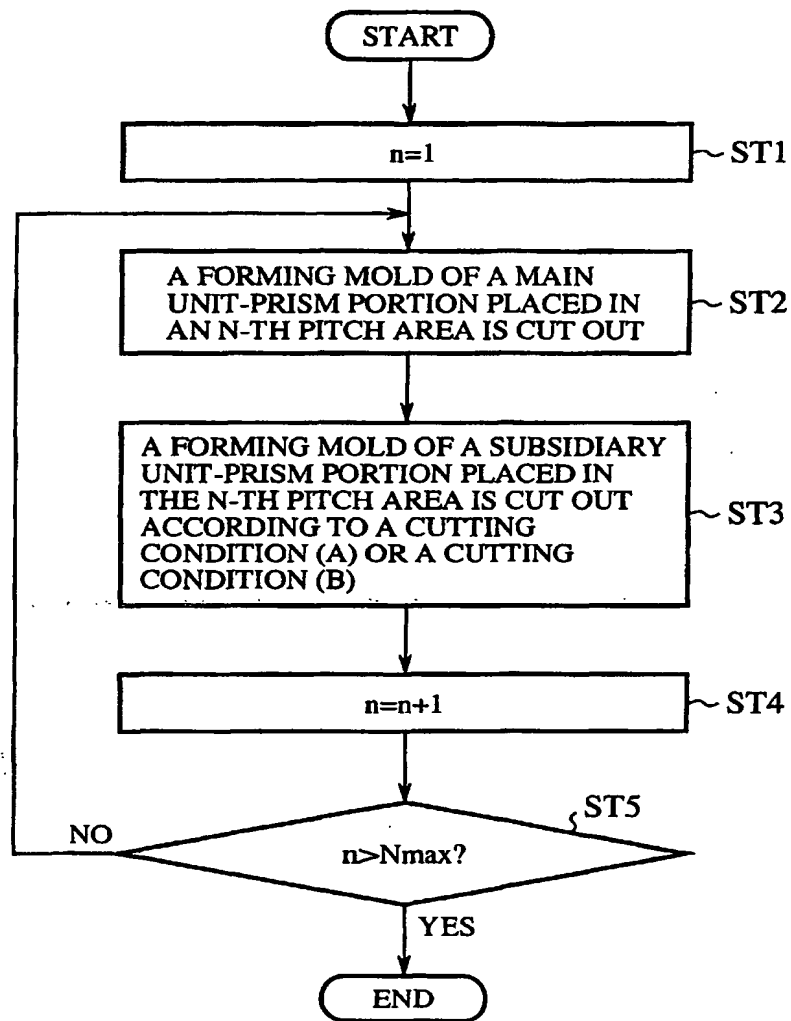 START
n=1
ST1
A FORMING MOLD OF A MAIN
UNIT-PRISM PORTION PLACED IN
AN N-TH PITCH AREA IS CUT OUT
ST2
A FORMING MOLD OF A SUBSIDIARY
UNIT-PRISM PORTION PLACED IN
THE N-TH PITCH AREA IS CUT OUT
ACCORDING TO A CUTTING
CONDITION (A) OR A CUTTING
CONDITION (B)
ST3
n=n+1
ST4
ST5
NO
n>Nmax?
YES
END